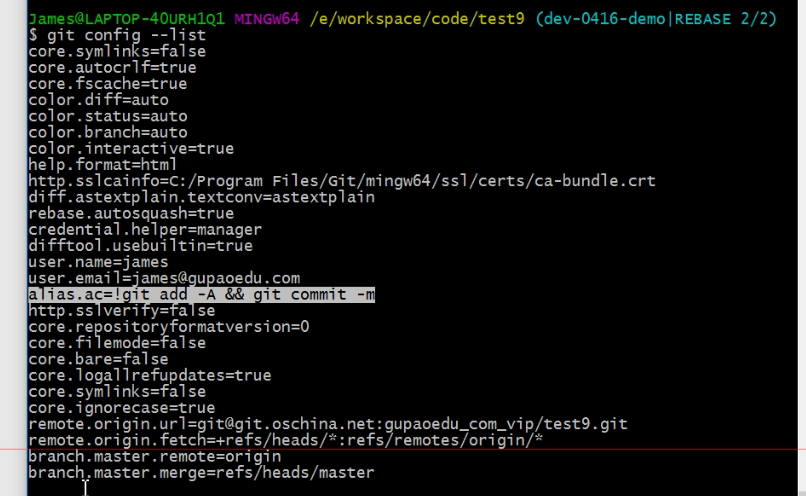 James@LAPTOP-40URH1Q1 MINGW64 /e/workspace/code/test9 (dev-0416-demo|REBASE 2/2)
$ git config --list
core.symlinks=false
core.autocrlf=true
core.fscache=true
color.diff=auto
color.status=auto
color.branch=auto
color.interactive=true
help.format=html
http.sslcainfo=C:/Program Files/Git/mingw64/ssl/certs/ca-bundle.crt
diff.astextplain.textconv=astextplain
rebase.autosquash=true
credential.helper=manager
difftool.usebuiltin=true
user.name=james
user.email=james@gupaoedu.com
alias.ac=!git add -A && git commit -m
http.sslverify=false
core.repositoryformatversion=0
core.filemode=false
core.bare=false
core.logallrefupdates=true
core.symlinks=false
core.ignorecase=true
remote.origin.url=git@git.oschina.net:gupaoedu_com_vip/test9.git
remote.origin.fetch=+refs/heads/*:refs/remotes/origin/*
branch.master.remote=origin
branch.master.merge=refs/heads/master